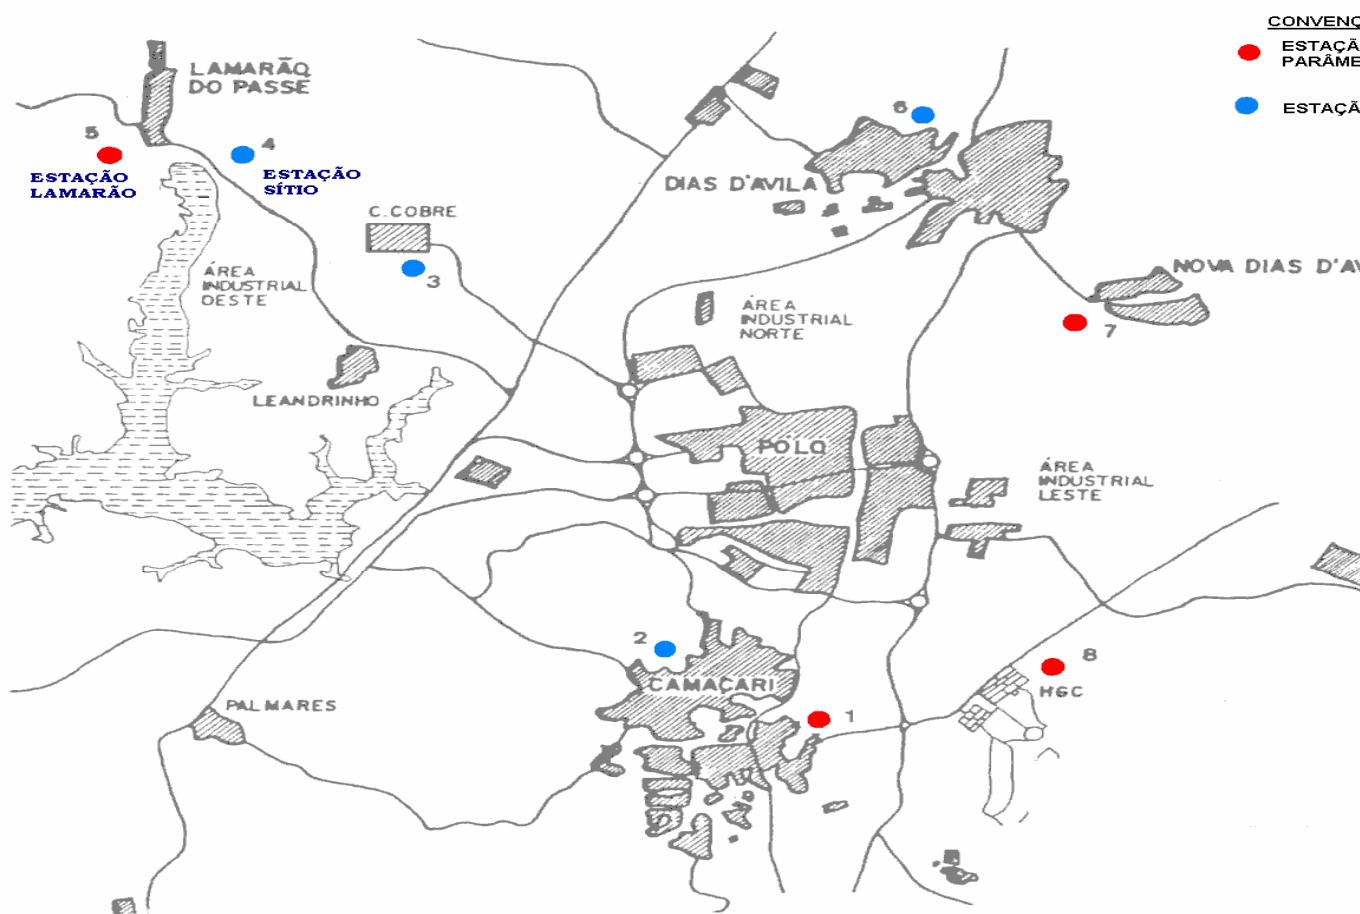 CONVENÇ
ESTAÇÃ
PARÂME
ESTAÇÃ
LAMARÃO
DO PASSE
5
4
ESTAÇÃO
LAMARÃO
ESTAÇÃO
SÍTIO
6
DIAS D'AVILA
C. COBRE
3
ÁREA
INDUSTRIAL
OESTE
NOVA DIAS D'AV
7
ÁREA
INDUSTRIAL
NORTE
LEANDRINHO
POLO
ÁREA
INDUSTRIAL
LESTE
2
CAMAÇARI
8
HGC
PALMARES
1